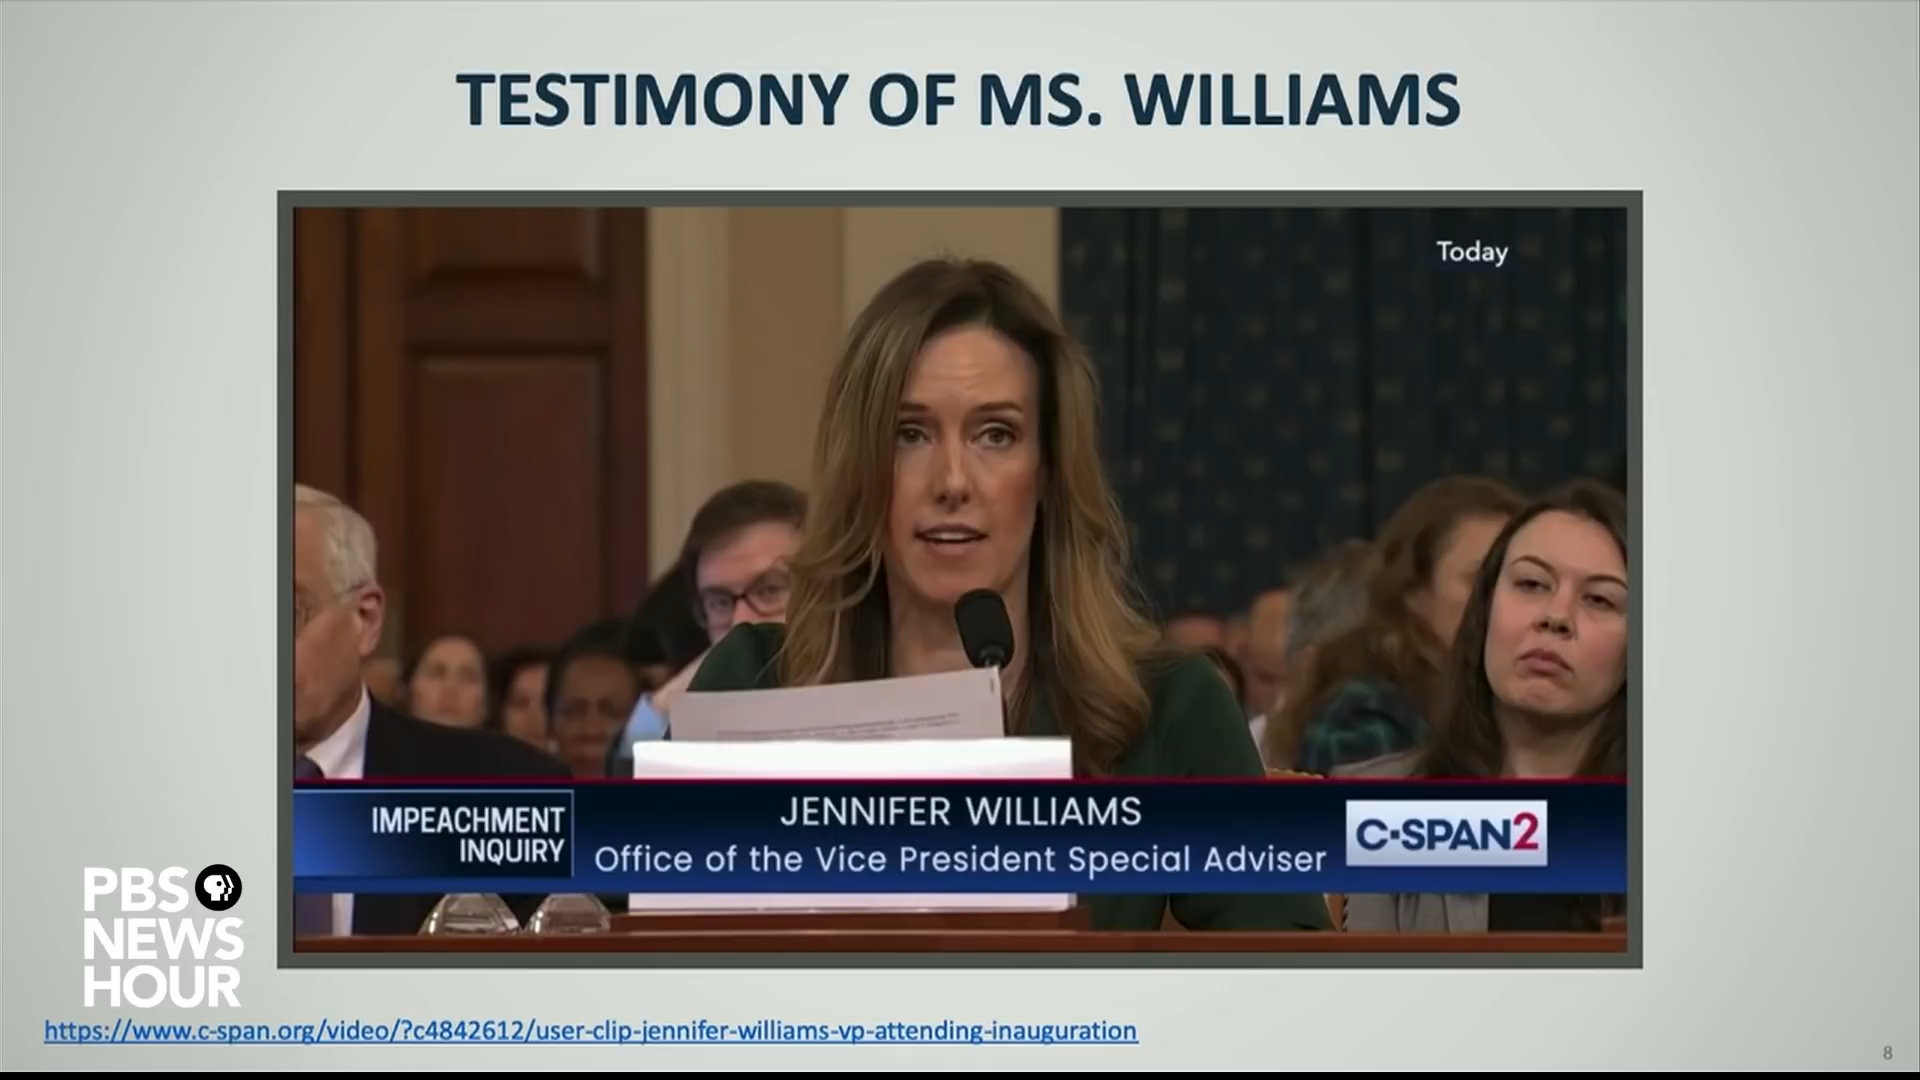 TESTIMONY OF MS. WILLIAMS
Today
IMPEACHMENT
INQUIRY
JENNIFER WILLIAMS
Office of the Vice President Special Adviser
C-SPAN2
PBS
NEWS
HOUR
https://www.c-span.org/video/?c4842612/user-clip-jennifer-williams-vp-attending-inauguration
8